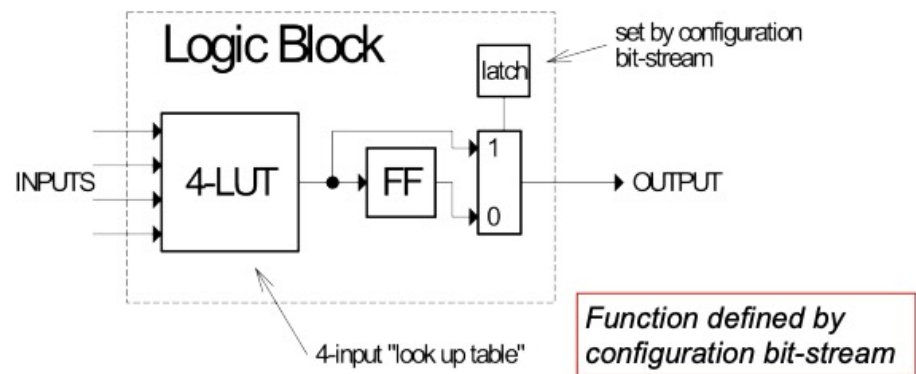 Logic Block
set by configuration
bit-stream
latch
INPUTS
4-LUT
FF
1
0
OUTPUT
4-input "look up table"
Function defined by
configuration bit-stream